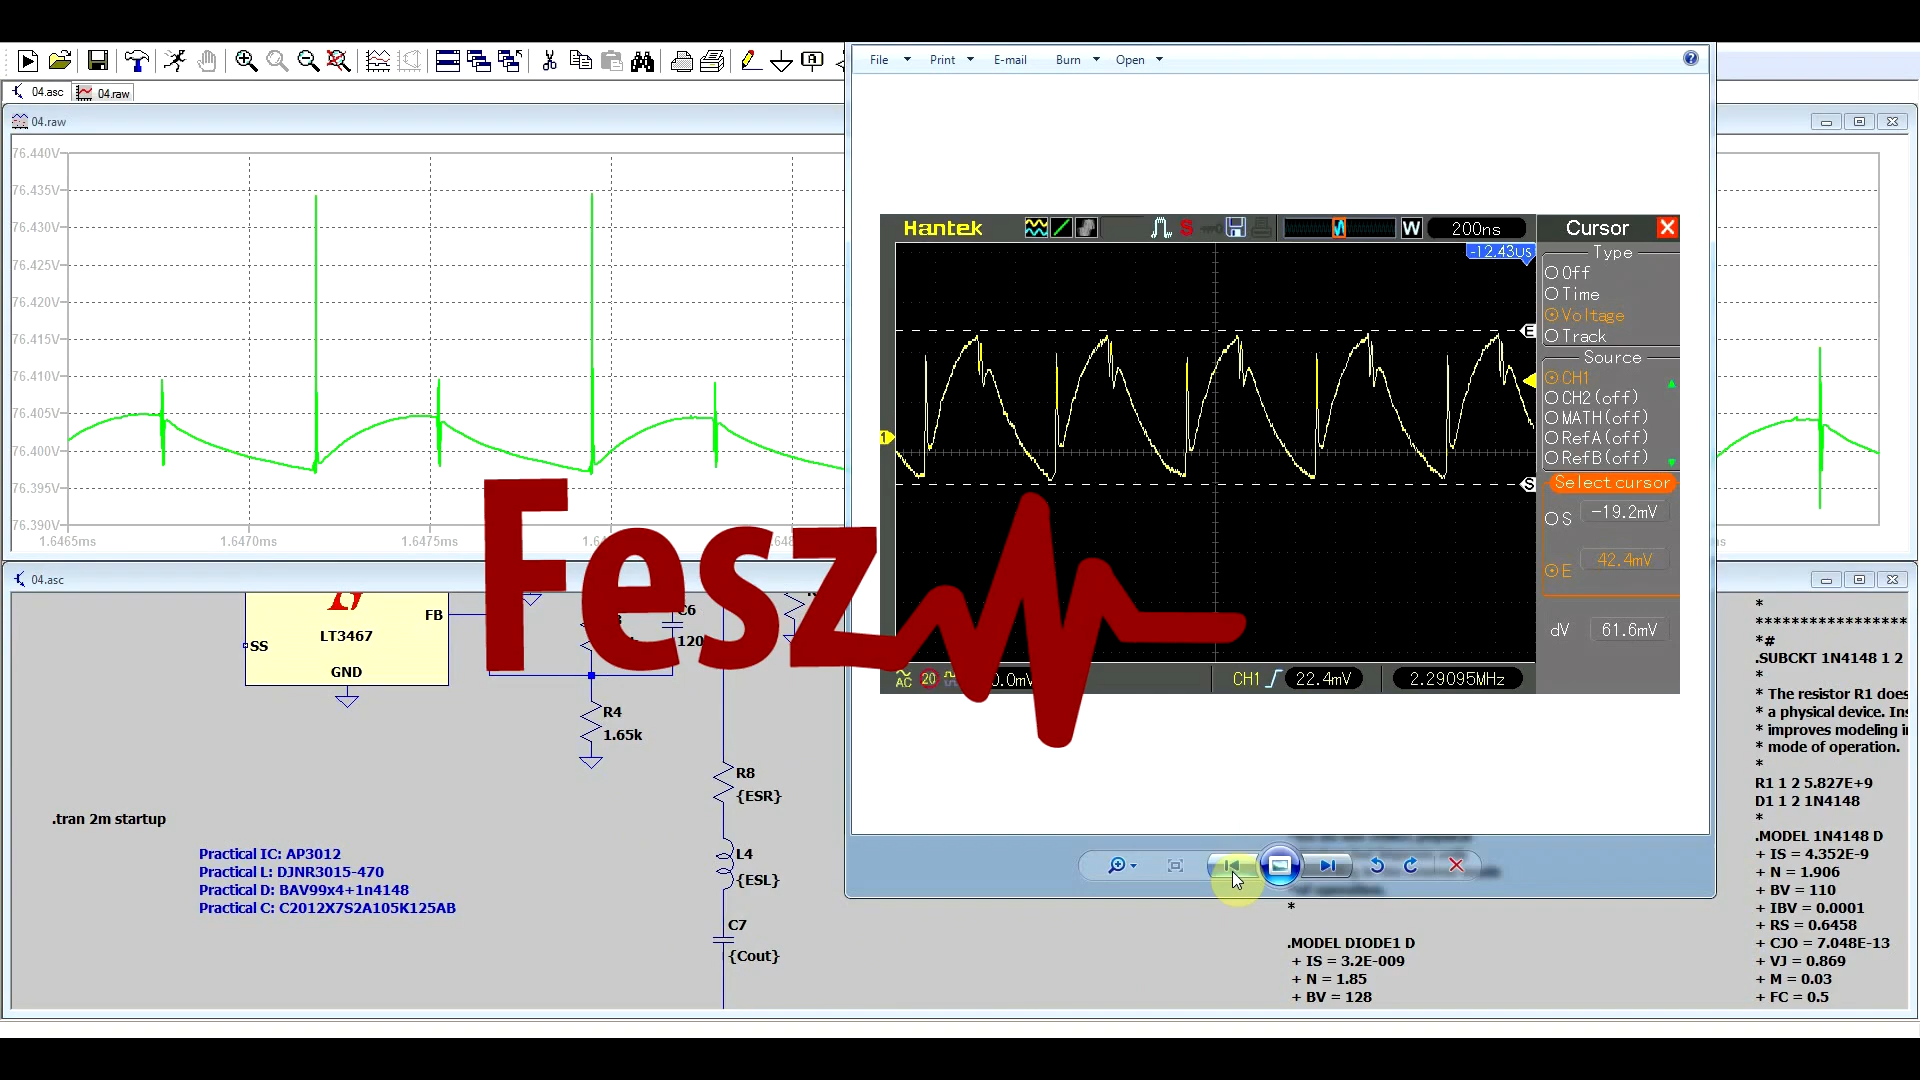 File Print E-mail Burn Open
04.asc 04.raw
04.raw
76.440V
76.435V
76.430V
76.425V
76.420V
76.415V
76.410V
76.405V
76.400V
76.395V
76.390V
1.6465ms 1.6470ms 1.6475ms
Hantek W 200ns
-12.43us
Cursor
Type
Off
Time
Voltage
Track
Source
CH1
CH2(off)
MATH(off)
RefA(off)
RefB(off)
Select cursor
S -19.2mV
E 42.4mV
dV 61.6mV
E
S
1
AC 20 CH1 22.4mV 2.29095MHz
Fesz
04.asc
FB
LT3467
SS
GND
C6
R4
1.65k
R8
{ESR}
L4
{ESL}
C7
{Cout}
.tran 2m startup
Practical IC: AP3012
Practical L: DJNR3015-470
Practical D: BAV99x4+1n4148
Practical C: C2012X7S2A105K125AB
*
.MODEL DIODE1 D
+ IS = 3.2E-009
+ N = 1.85
+ BV = 128
*
*****************
*#
.SUBCKT 1N4148 1 2
*
* The resistor R1 does
* a physical device. Ins
* improves modeling in
* mode of operation.
*
R1 1 2 5.827E+9
D1 1 2 1N4148
*
.MODEL 1N4148 D
+ IS = 4.352E-9
+ N = 1.906
+ BV = 110
+ IBV = 0.0001
+ RS = 0.6458
+ CJO = 7.048E-13
+ VJ = 0.869
+ M = 0.03
+ FC = 0.5